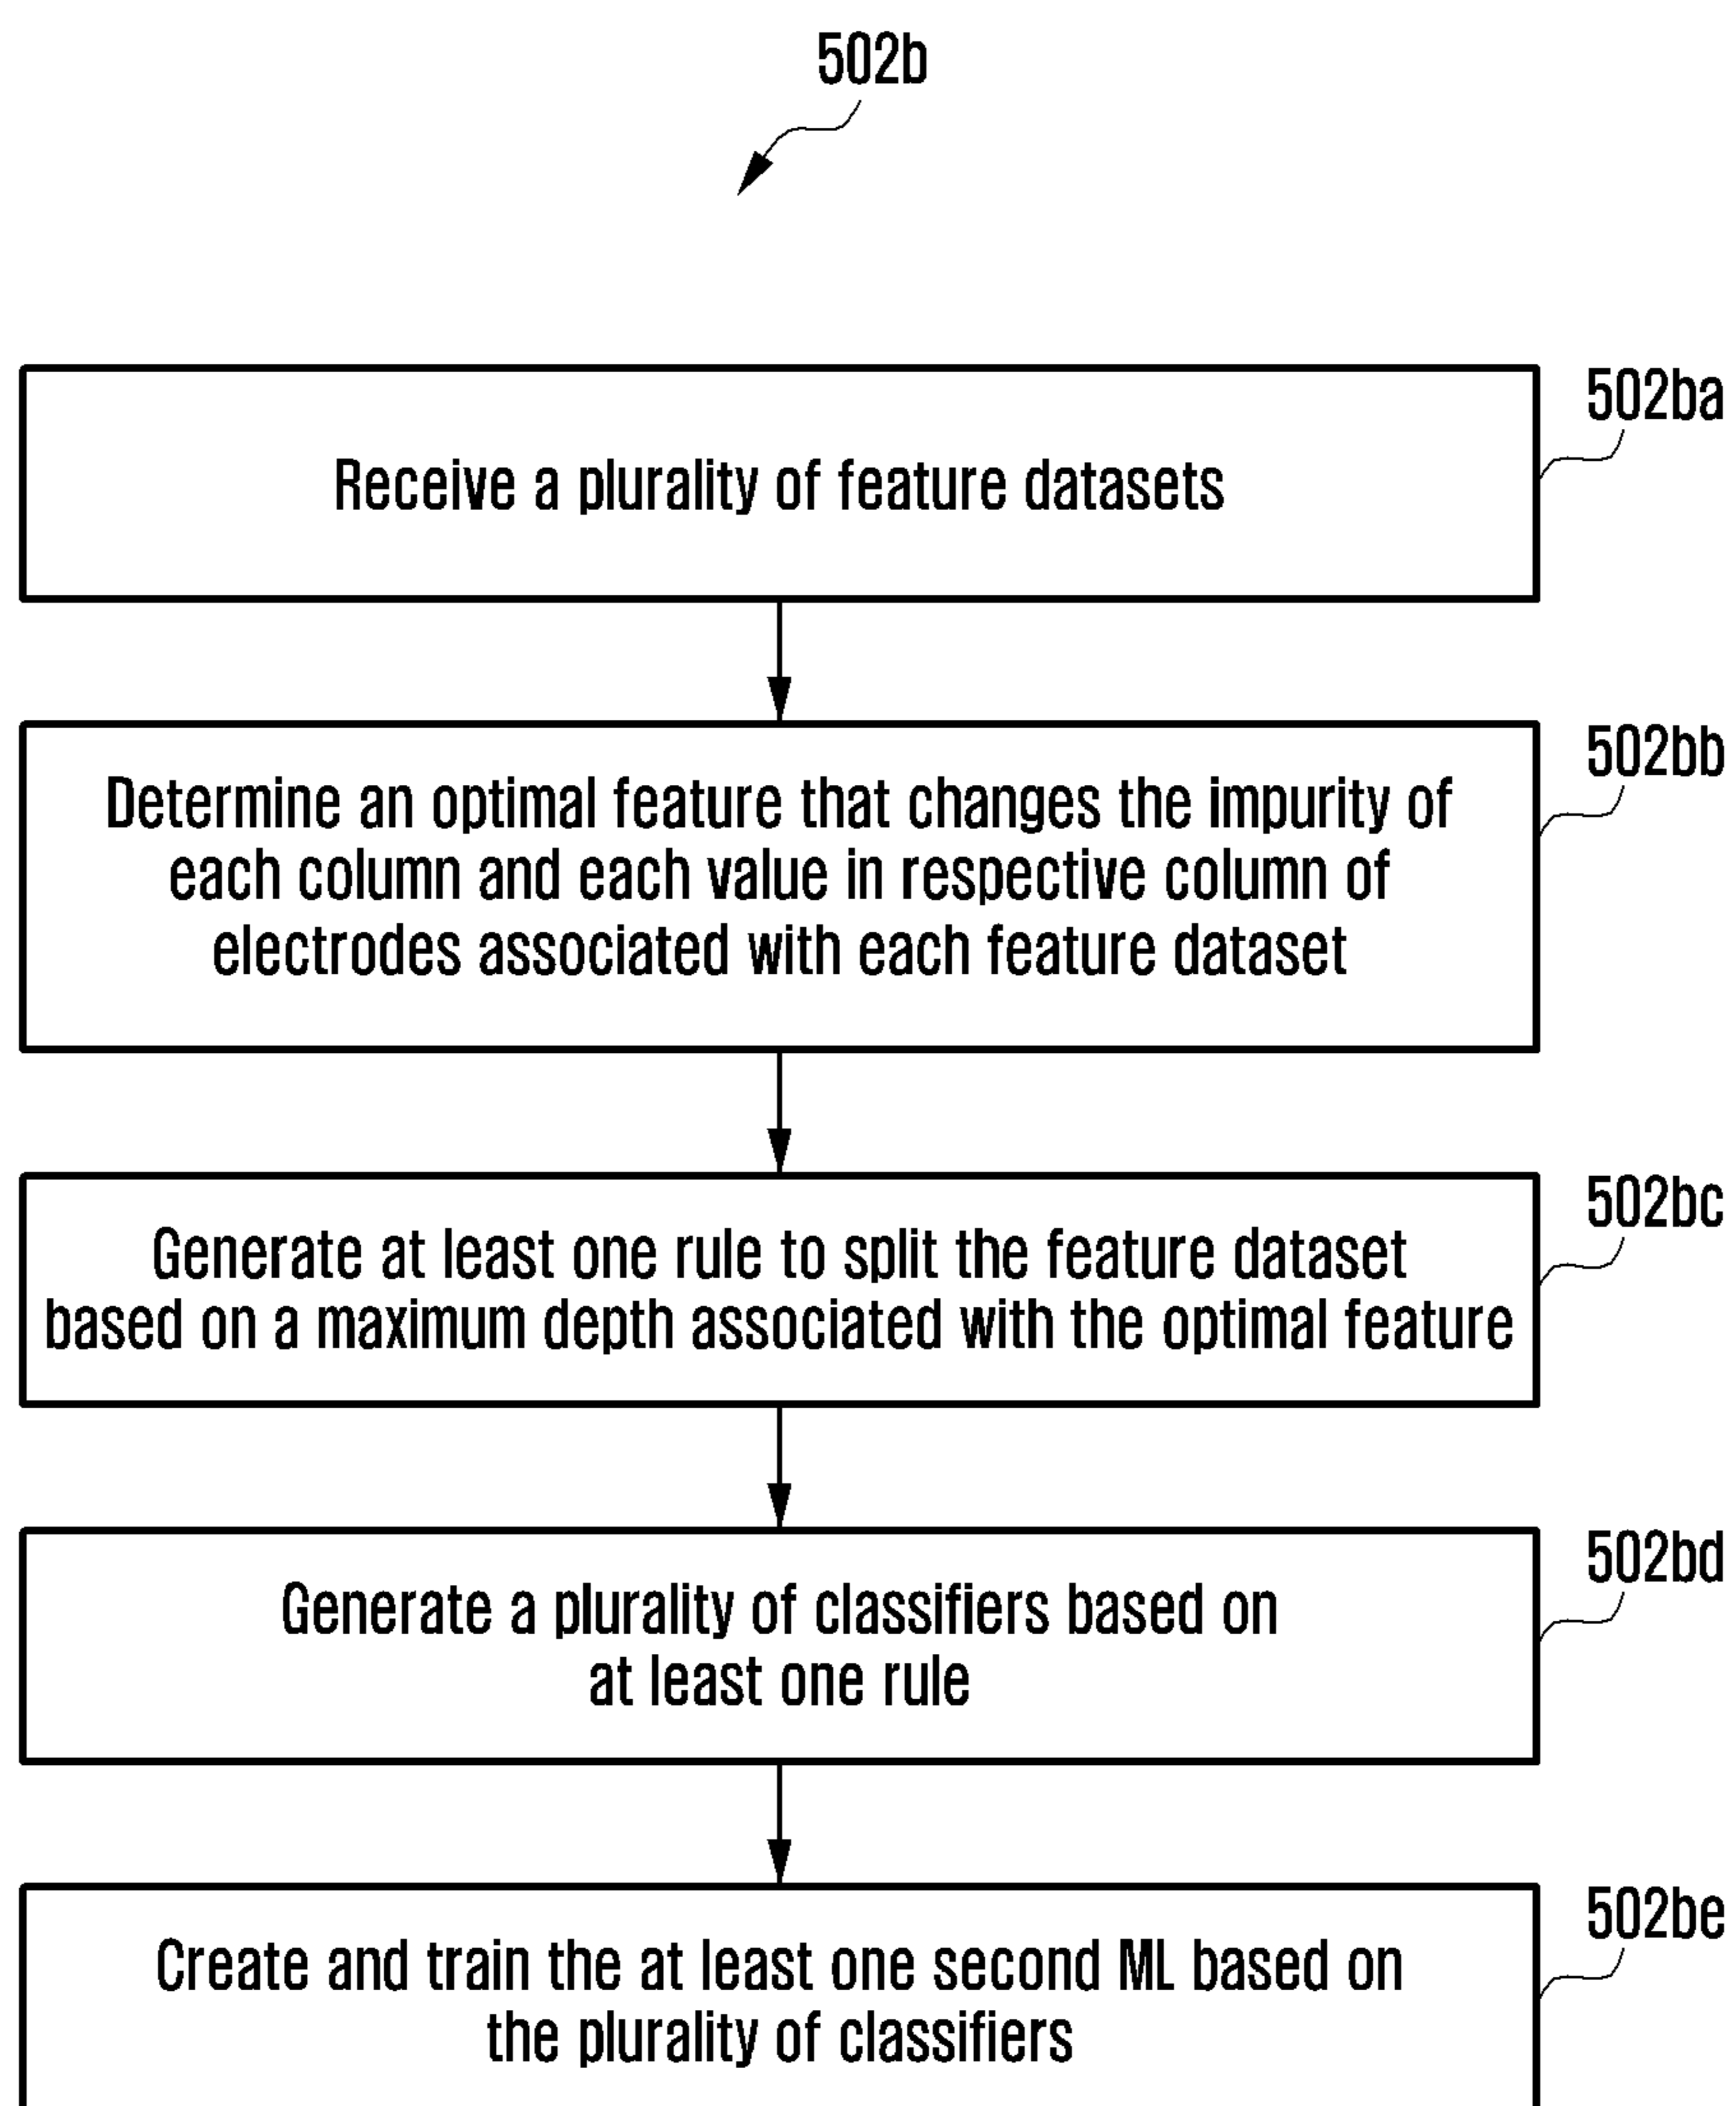 502b
502ba
Receive a plurality of feature datasets
502bb
Determine an optimal feature that changes the impurity of
each column and each value in respective column of
electrodes associated with each feature dataset
502bc
Generate at least one rule to split the feature dataset
based on a maximum depth associated with the optimal feature
502bd
Generate a plurality of classifiers based on
at least one rule
502be
Create and train the at least one second ML based on
the plurality of classifiers